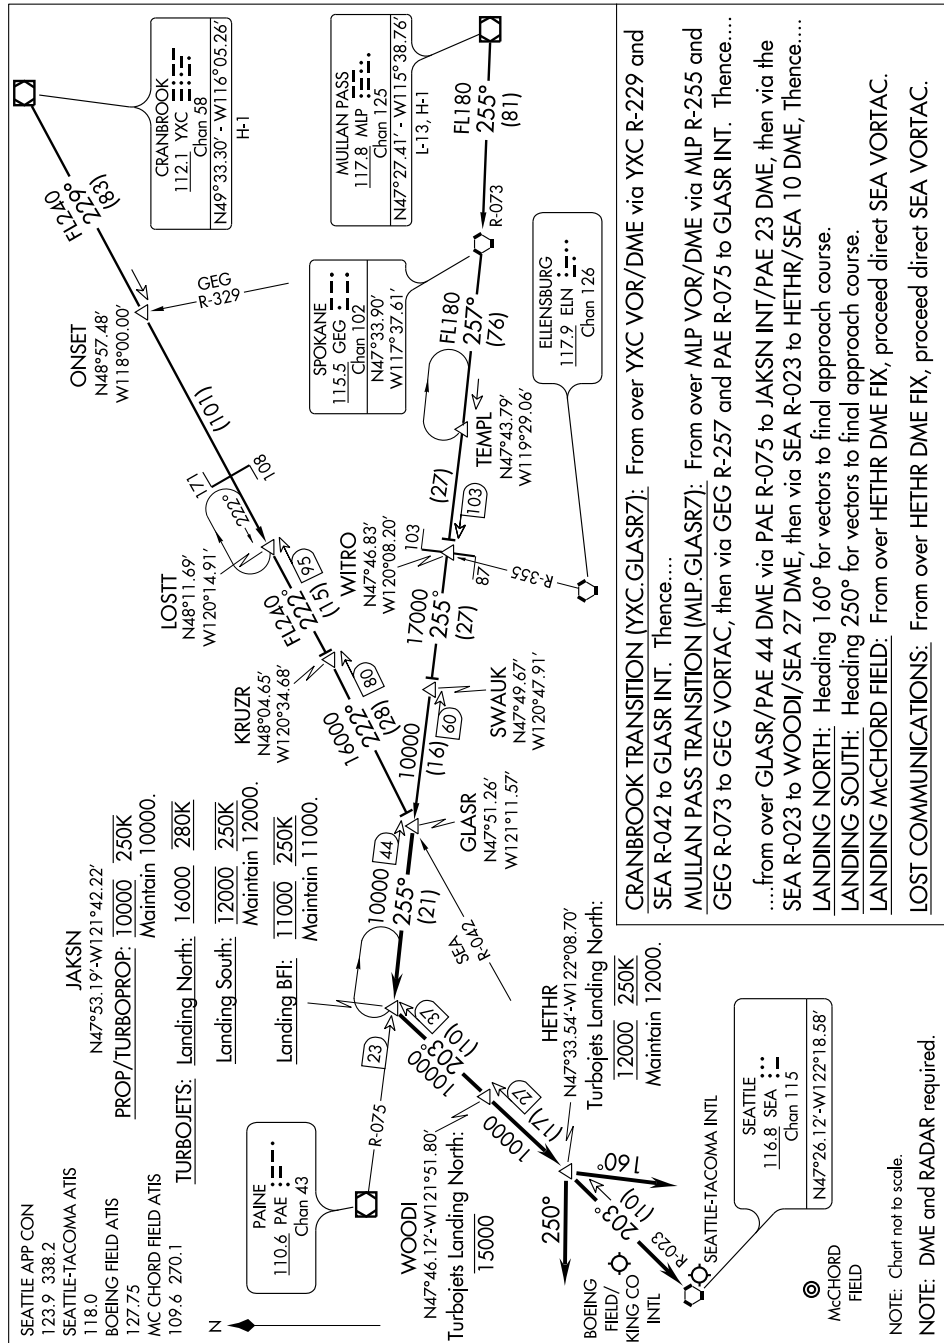 SEATTLE APP CON
123.9 338.2
SEATTLE-TACOMA ATIS
118.0
BOEING FIELD ATIS
127.75
MC CHORD FIELD ATIS
109.6 270.1
JAKSN
N47°53.19′-W121°42.22′
PROP/TURBOPROP: 10000 250K
Maintain 10000.
TURBOJETS: Landing North: 16000 280K
Landing South: 12000 250K
Maintain 12000.
Landing BFI: 11000 250K
Maintain 11000.
N
PAINE
110.6 PAE
Chan 43
R-075
23
WOODI
N47°46.12′-W121°51.80′
Turbojets Landing North:
15000
HETHR
N47°33.54′-W122°08.70′
Turbojets Landing North:
12000 250K
Maintain 12000.
10000
203°
(10)
37
10000
(17)
27
250°
160°
203°
(10)
R-023
BOEING
FIELD/
KING CO
INTL
SEATTLE-TACOMA INTL
McCHORD
FIELD
SEATTLE
116.8 SEA
Chan 115
N47°26.12′-W122°18.58′
NOTE: Chart not to scale.
NOTE: DME and RADAR required.
10000
255°
(21)
44
SEA
R-042
GLASR
N47°51.26′
W121°11.57′
10000
(16)
60
SWAUK
N47°49.67′
W120°47.91′
17000
255°
(27)
WITRO
N47°46.83′
W120°08.20′
103
87
R-355
103
(27)
TEMPL
N47°43.79′
W119°29.06′
FL180
257°
(76)
SPOKANE
115.5 GEG
Chan 102
N47°33.90′
W117°37.61′
ELLENSBURG
117.9 ELN
Chan 126
R-073
FL180
255°
(81)
MULLAN PASS
117.8 MLP
Chan 125
N47°27.41′ - W115°38.76′
L-13, H-1
KRUZR
N48°04.65′
W120°34.68′
16000
222°
(28)
80
FL240
222°
(15)
95
LOSTT
N48°11.69′
W120°14.91′
222°
171
108
(101)
ONSET
N48°57.48′
W118°00.00′
GEG
R-329
FL240
229°
(83)
CRANBROOK
112.1 YXC
Chan 58
N49°33.30′ - W116°05.26′
H-1
CRANBROOK TRANSITION (YXC.GLASR7): From over YXC VOR/DME via YXC R-229 and
SEA R-042 to GLASR INT. Thence....
MULLAN PASS TRANSITION (MLP.GLASR7): From over MLP VOR/DME via MLP R-255 and
GEG R-073 to GEG VORTAC, then via GEG R-257 and PAE R-075 to GLASR INT. Thence....
....from over GLASR/PAE 44 DME via PAE R-075 to JAKSN INT/PAE 23 DME, then via the
SEA R-023 to WOODI/SEA 27 DME, then via SEA R-023 to HETHR/SEA 10 DME, Thence....
LANDING NORTH: Heading 160° for vectors to final approach course.
LANDING SOUTH: Heading 250° for vectors to final approach course.
LANDING McCHORD FIELD: From over HETHR DME FIX, proceed direct SEA VORTAC.
LOST COMMUNICATIONS: From over HETHR DME FIX, proceed direct SEA VORTAC.